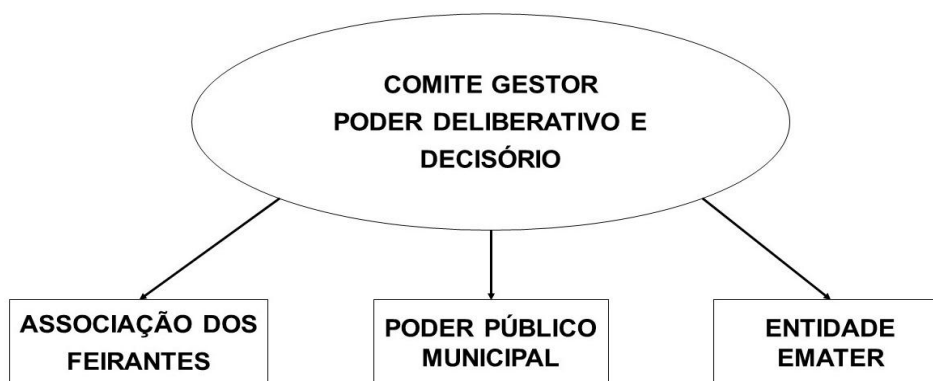 COMITE GESTOR
PODER DELIBERATIVO E
DECISÓRIO
ASSOCIAÇÃO DOS
FEIRANTES
PODER PÚBLICO
MUNICIPAL
ENTIDADE
EMATER